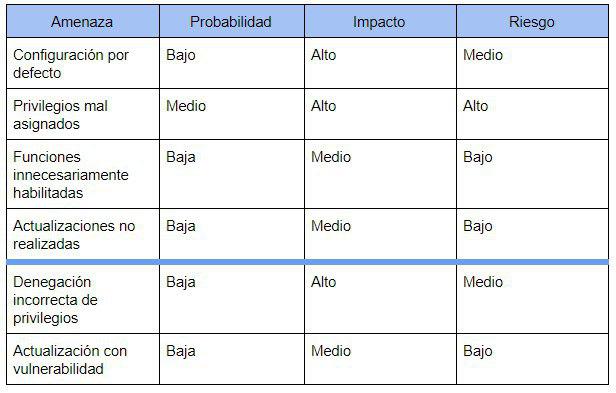 Amenaza Probabilidad Impacto Riesgo
Configuración por Bajo Alto Medio
defecto
Privilegios mal Medio Alto Alto
asignados
Funciones Baja Medio Bajo
innecesariamente
habilitadas
Actualizaciones no Baja Medio Bajo
realizadas
Denegación Baja Alto Medio
incorrecta de
privilegios
Actualización con Baja Medio Bajo
vulnerabilidad